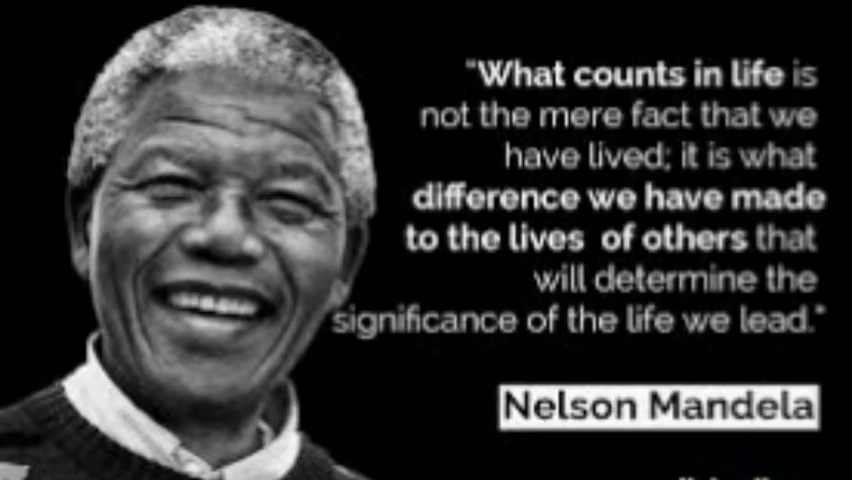 "What counts in life is
not the mere fact that we
have lived; it is what
difference we have made
to the lives of others that
will determine the
significance of the life we lead."
Nelson Mandela